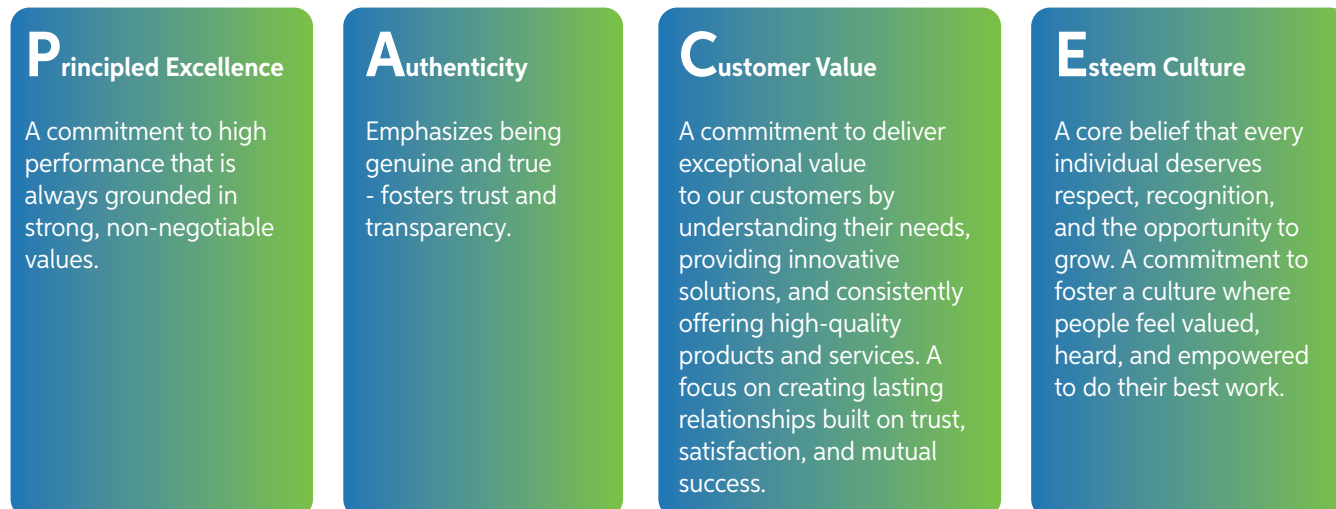 Principled Excellence
A commitment to high
performance that is
always grounded in
strong, non-negotiable
values.
Authenticity
Emphasizes being
genuine and true
- fosters trust and
transparency.
Customer Value
A commitment to deliver
exceptional value
to our customers by
understanding their needs,
providing innovative
solutions, and consistently
offering high-quality
products and services. A
focus on creating lasting
relationships built on trust,
satisfaction, and mutual
success.
Esteem Culture
A core belief that every
individual deserves
respect, recognition,
and the opportunity to
grow. A commitment to
foster a culture where
people feel valued,
heard, and empowered
to do their best work.